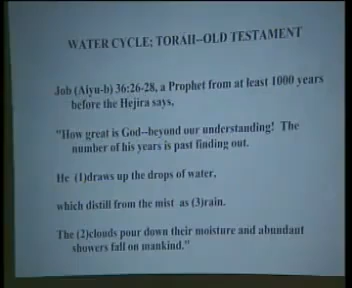 WATER CYCLE; TORAH--OLD TESTAMENT
Job (Aiyu-b) 36:26-28, a Prophet from at least 1000 years
before the Hejira says,
"How great is God--beyond our understanding! The
number of his years is past finding out.
He (1)draws up the drops of water,
which distill from the mist as (3)rain.
The (2)clouds pour down their moisture and abundant
showers fall on mankind."